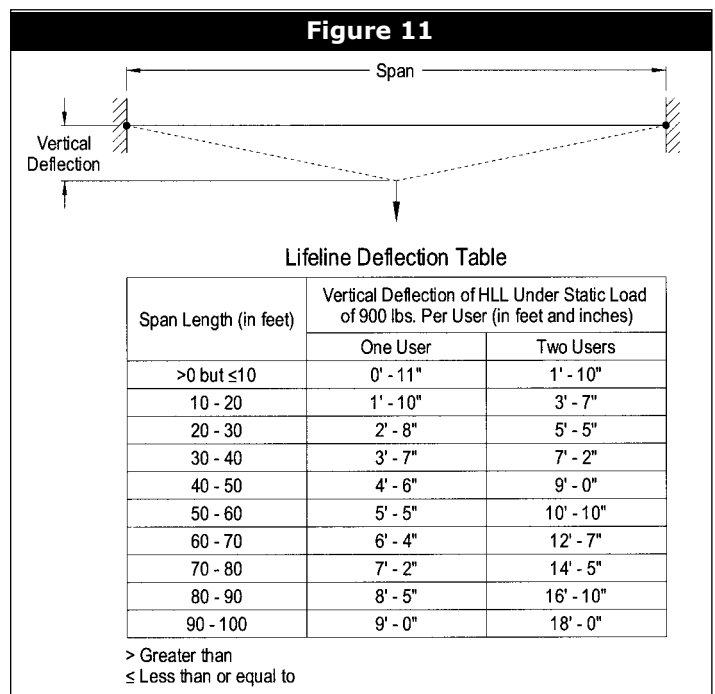 Figure 11
Span
Vertical
Deflection
Lifeline Deflection Table
Span Length (in feet)
Vertical Deflection of HLL Under Static Load
of 900 lbs. Per User (in feet and inches)
One User Two Users
>0 but ≤10 0' - 11" 1' - 10"
10 - 20 1' - 10" 3' - 7"
20 - 30 2' - 8" 5' - 5"
30 - 40 3' - 7" 7' - 2"
40 - 50 4' - 6" 9' - 0"
50 - 60 5' - 5" 10' - 10"
60 - 70 6' - 4" 12' - 7"
70 - 80 7' - 2" 14' - 5"
80 - 90 8' - 5" 16' - 10"
90 - 100 9' - 0" 18' - 0"
> Greater than
≤ Less than or equal to